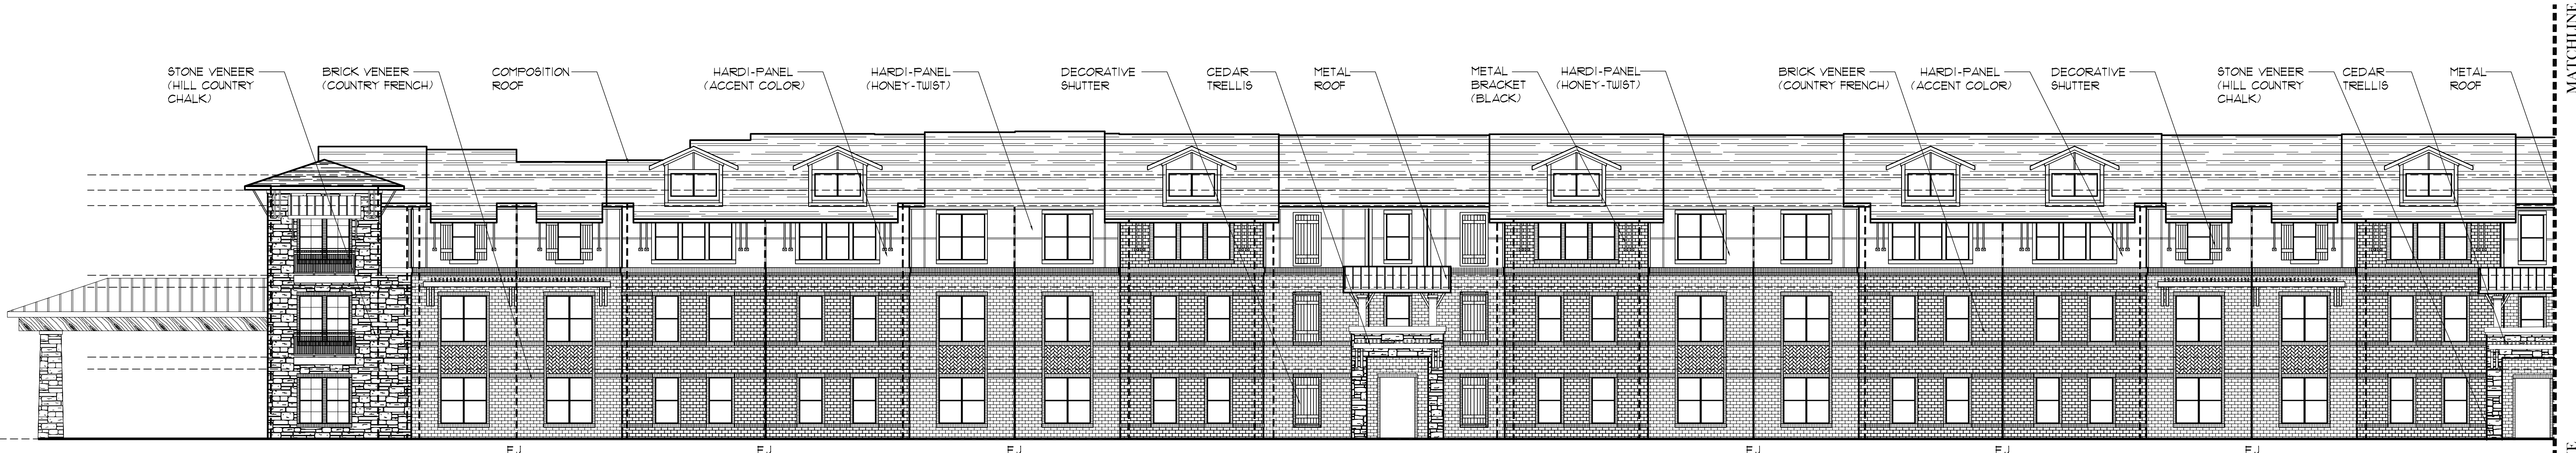 STONE VENEER
(HILL COUNTRY
CHALK)
BRICK VENEER
(COUNTRY FRENCH)
COMPOSITION
ROOF
HARDI-PANEL
(ACCENT COLOR)
HARDI-PANEL
(HONEY-TWIST)
DECORATIVE
SHUTTER
CEDAR
TRELLIS
METAL
ROOF
METAL
BRACKET
(BLACK)
HARDI-PANEL
(HONEY-TWIST)
BRICK VENEER
(COUNTRY FRENCH)
HARDI-PANEL
(ACCENT COLOR)
DECORATIVE
SHUTTER
STONE VENEER
(HILL COUNTRY
CHALK)
CEDAR
TRELLIS
METAL
ROOF
MATCHLINE